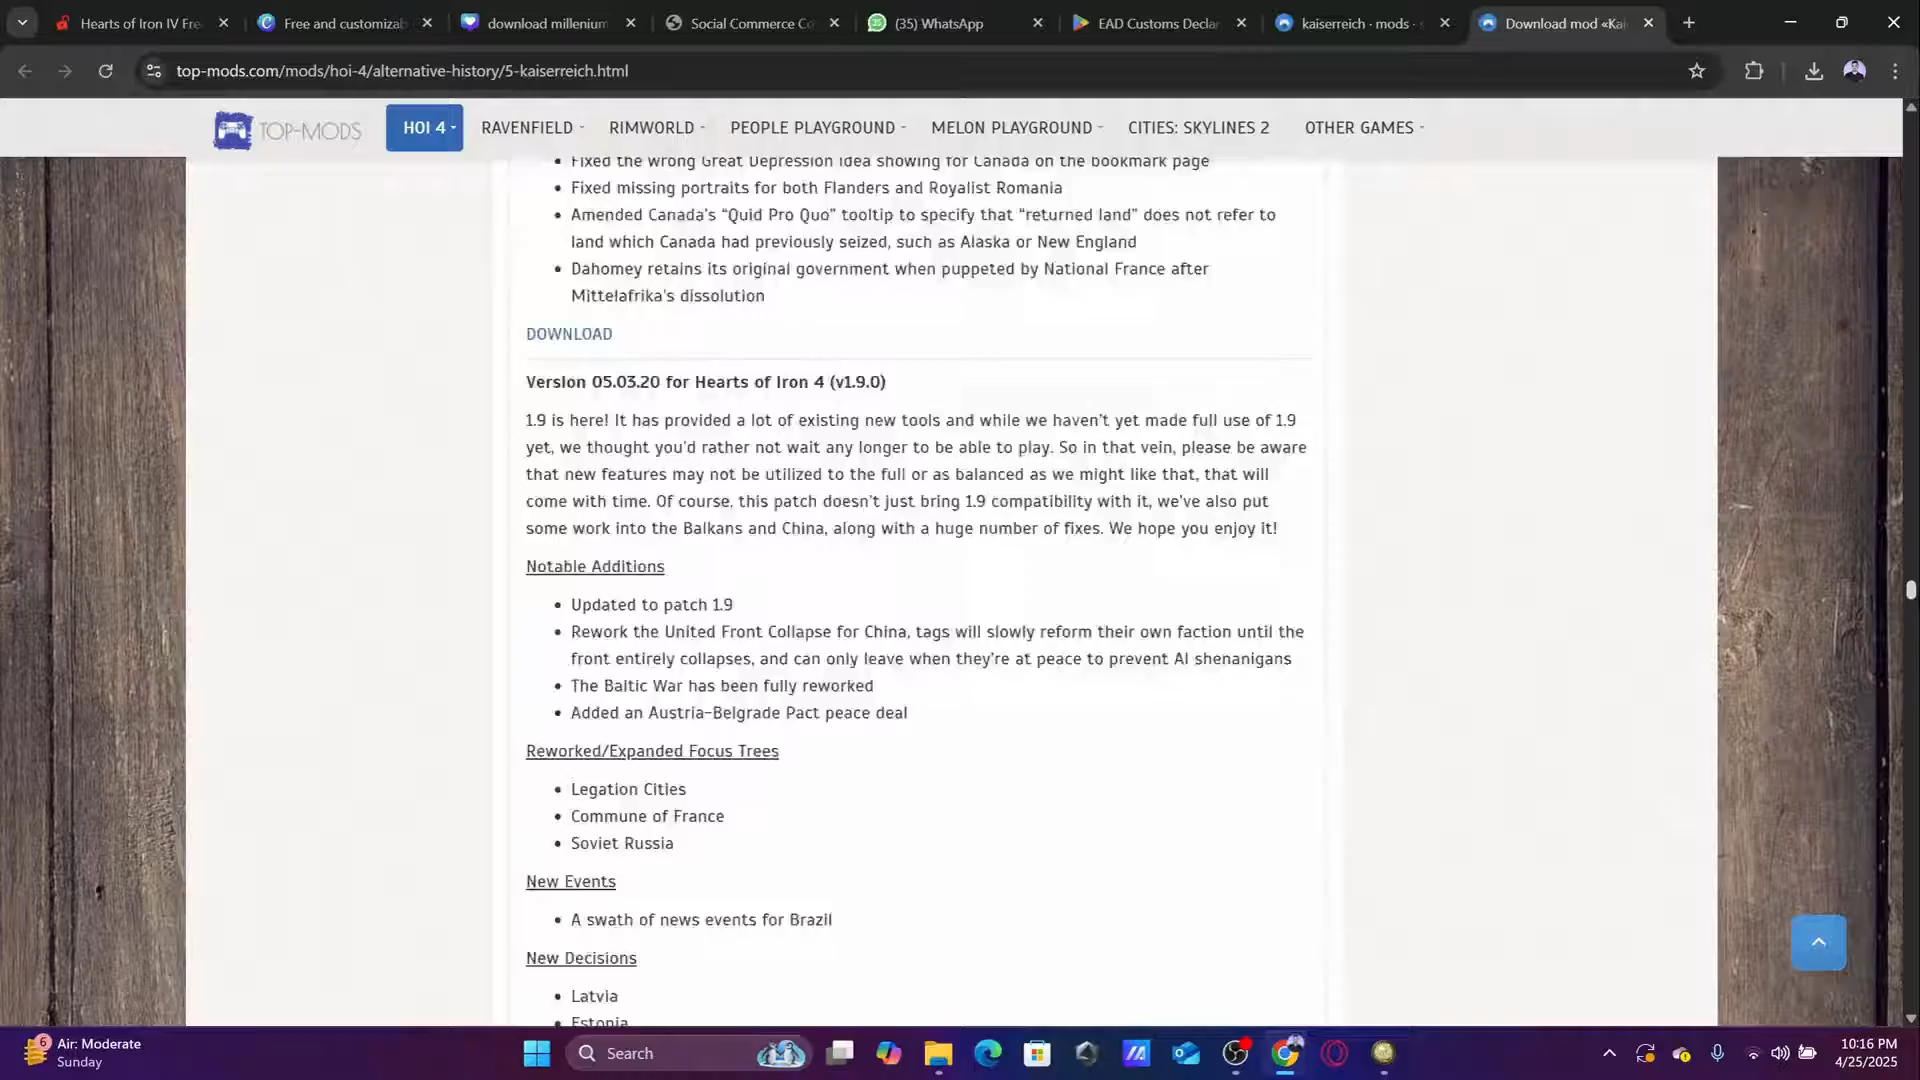 Hearts of Iron IV Fre
Free and customizab
download milleniun
Social Commerce Co
(35) WhatsApp
EAD Customs Declar
kaiserreich · mods · s
Download mod «Kai
top-mods.com/mods/hoi-4/alternative-history/5-kaiserreich.html
TOP-MODS
HOI 4
RAVENFIELD
RIMWORLD
PEOPLE PLAYGROUND
MELON PLAYGROUND
CITIES: SKYLINES 2
OTHER GAMES
Fixed the wrong Great Depression idea showing for Canada on the bookmark page
Fixed missing portraits for both Flanders and Royalist Romania
Amended Canada's “Quid Pro Quo” tooltip to specify that “returned land” does not refer to
land which Canada had previously seized, such as Alaska or New England
Dahomey retains its original government when puppeted by National France after
Mittelafrika's dissolution
DOWNLOAD
Version 05.03.20 for Hearts of Iron 4 (v1.9.0)
1.9 is here! It has provided a lot of existing new tools and while we haven't yet made full use of 1.9
yet, we thought you'd rather not wait any longer to be able to play. So in that vein, please be aware
that new features may not be utilized to the full or as balanced as we might like that, that will
come with time. Of course, this patch doesn't just bring 1.9 compatibility with it, we've also put
some work into the Balkans and China, along with a huge number of fixes. We hope you enjoy it!
Notable Additions
Updated to patch 1.9
Rework the United Front Collapse for China, tags will slowly reform their own faction until the
front entirely collapses, and can only leave when they're at peace to prevent AI shenanigans
The Baltic War has been fully reworked
Added an Austria-Belgrade Pact peace deal
Reworked/Expanded Focus Trees
Legation Cities
Commune of France
Soviet Russia
New Events
A swath of news events for Brazil
New Decisions
Latvia
Estonia
6
Air: Moderate
Sunday
Search
10:16 PM
4/25/2025